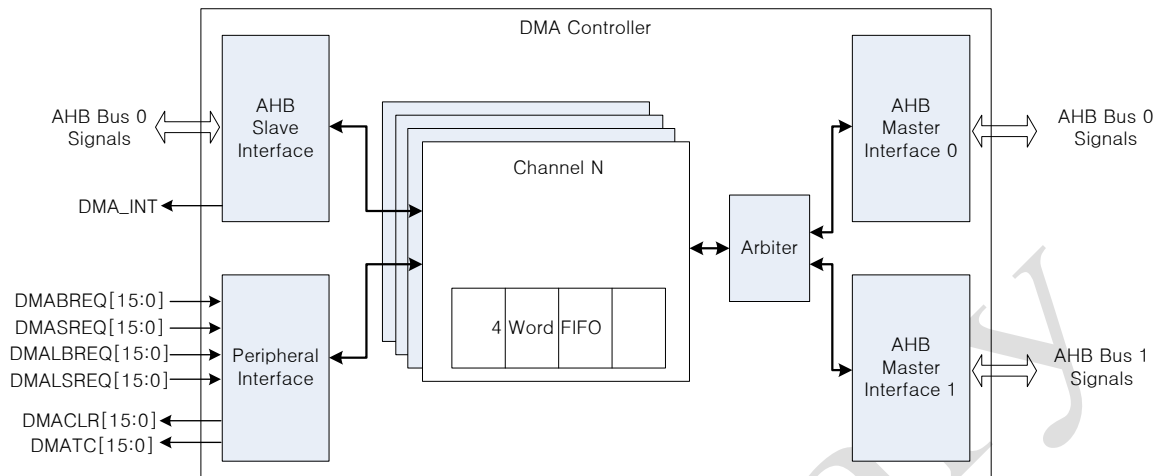 DMA Controller
AHB Bus 0
Signals
AHB
Slave
Interface
DMA_INT
Channel N
4 Word FIFO
Arbiter
AHB
Master
Interface 0
AHB Bus 0
Signals
DMABREQ[15:0]
DMASREQ[15:0]
DMALBREQ[15:0]
DMALSREQ[15:0]
DMACLR[15:0]
DMATC[15:0]
Peripheral
Interface
AHB
Master
Interface 1
AHB Bus 1
Signals